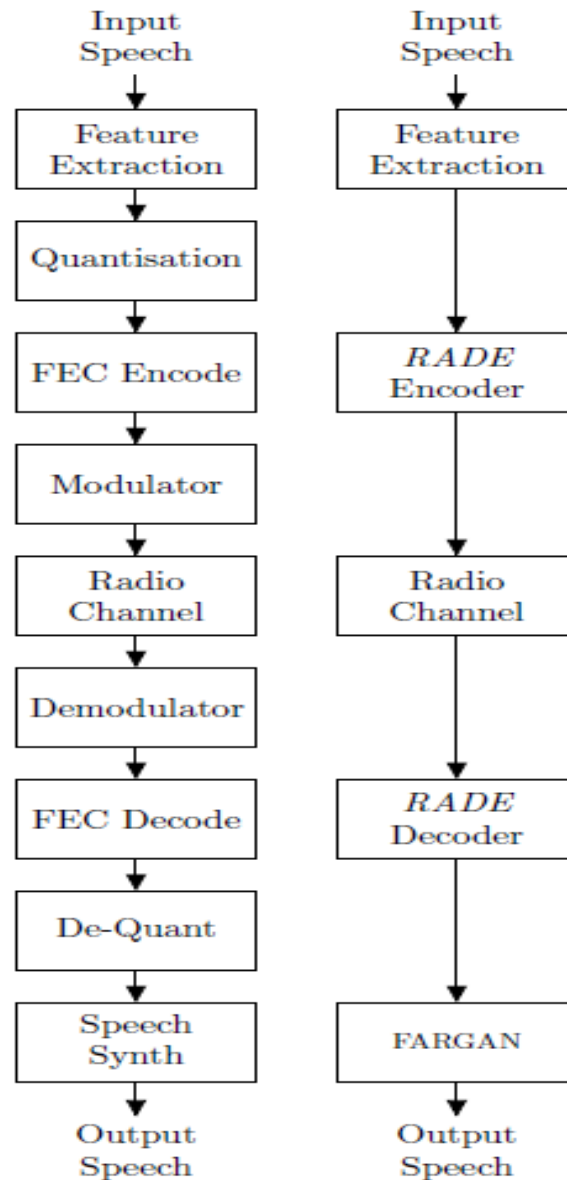 Input
Speech
Feature
Extraction
Quantisation
FEC Encode
Modulator
Radio
Channel
Demodulator
FEC Decode
De-Quant
Speech
Synth
Output
Speech
Input
Speech
Feature
Extraction
RADE
Encoder
Radio
Channel
RADE
Decoder
FARGAN
Output
Speech